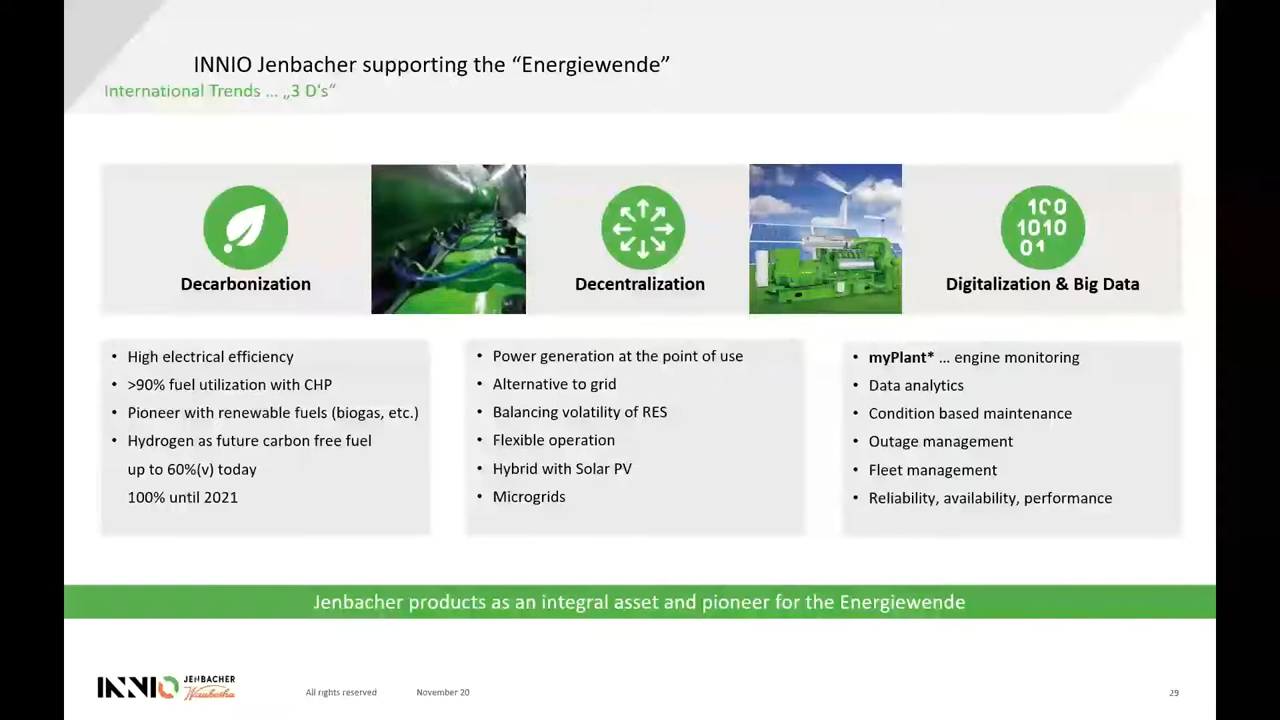 INNIO Jenbacher supporting the “Energiewende”
International Trends ... „3 D's“
Decarbonization
• High electrical efficiency
• >90% fuel utilization with CHP
• Pioneer with renewable fuels (biogas, etc.)
• Hydrogen as future carbon free fuel
up to 60%(v) today
100% until 2021
Decentralization
• Power generation at the point of use
• Alternative to grid
• Balancing volatility of RES
• Flexible operation
• Hybrid with Solar PV
• Microgrids
100
1010
01
Digitalization & Big Data
• myPlant* ... engine monitoring
• Data analytics
• Condition based maintenance
• Outage management
• Fleet management
• Reliability, availability, performance
Jenbacher products as an integral asset and pioneer for the Energiewende
INNIO
JENBACHER
Waukesha
All rights reserved
November 20
29